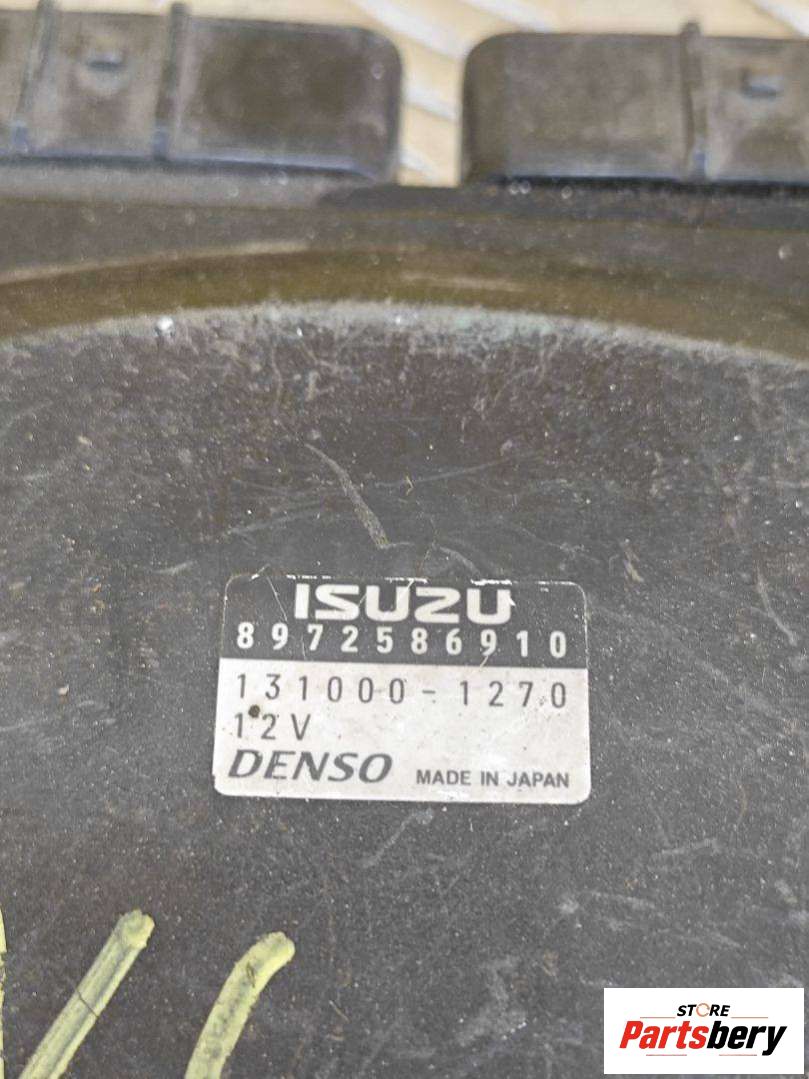 ISUZU
8972586910
131000-1270
12V
DENSO MADE IN JAPAN
STORE
Partsbery